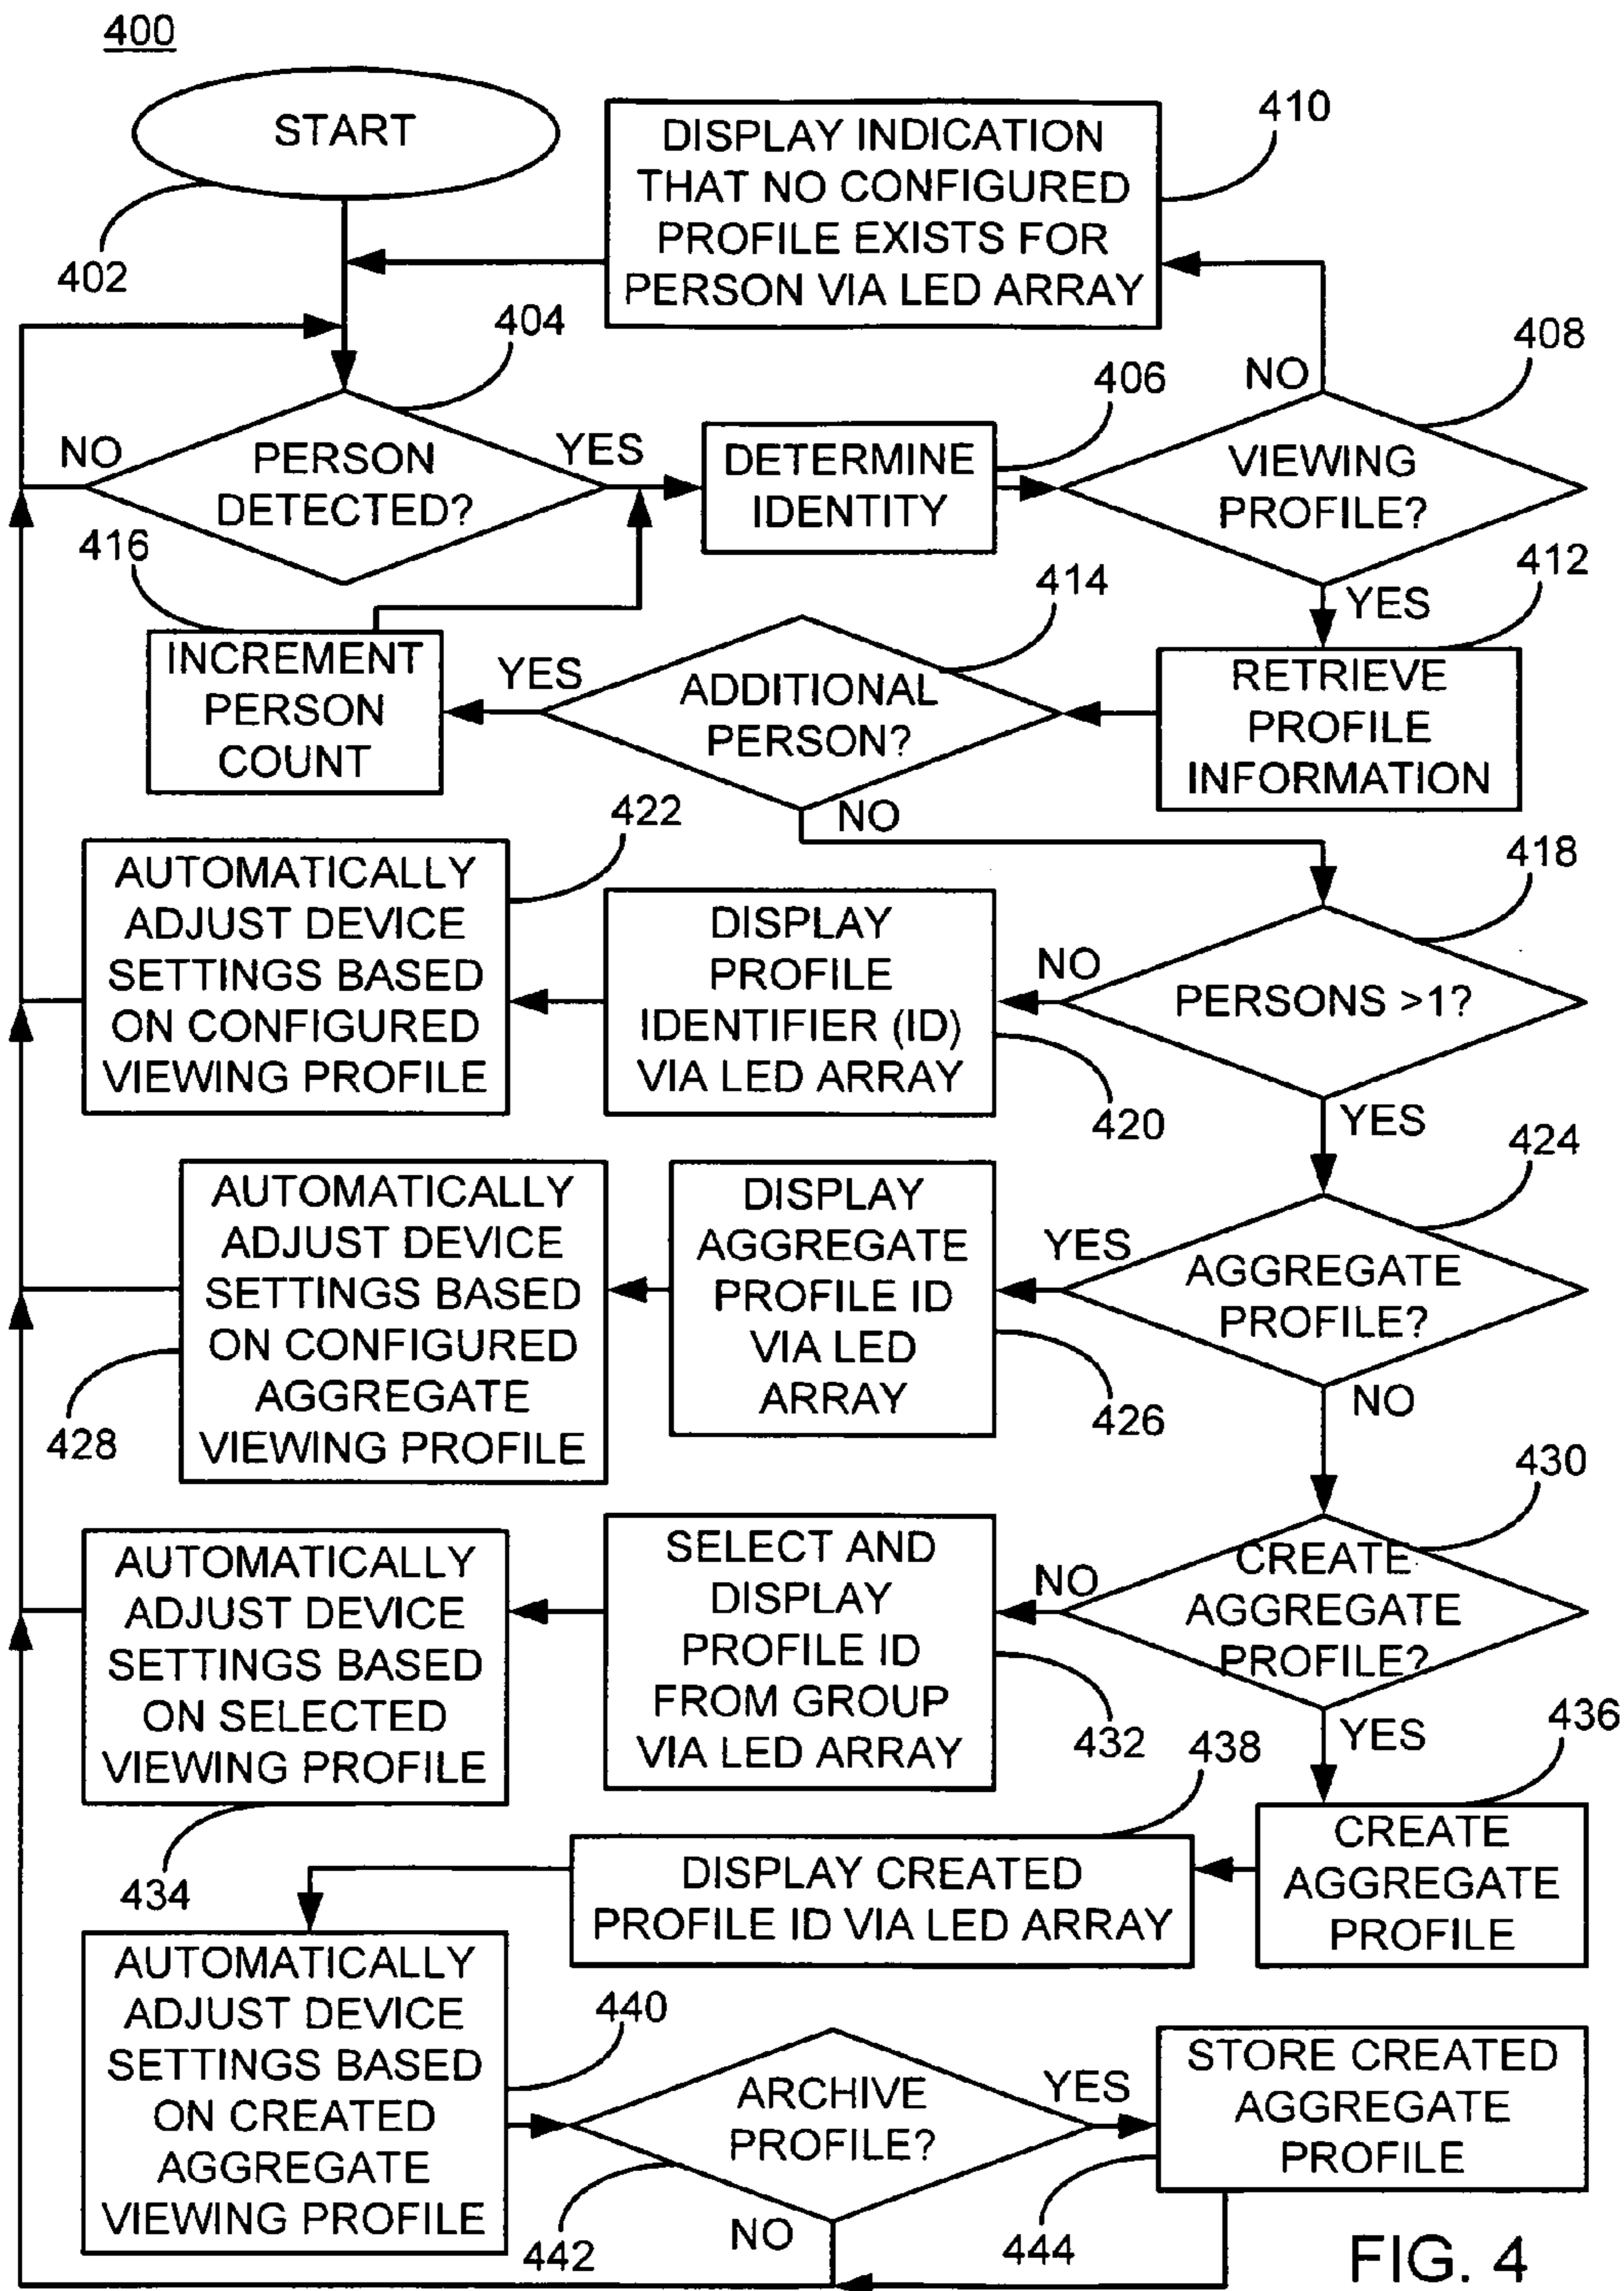 400
START
402
DISPLAY INDICATION
THAT NO CONFIGURED
PROFILE EXISTS FOR
PERSON VIA LED ARRAY
410
404
NO
PERSON
DETECTED?
YES
406
DETERMINE
IDENTITY
408
NO
VIEWING
PROFILE?
YES
412
RETRIEVE
PROFILE
INFORMATION
414
ADDITIONAL
PERSON?
YES
NO
416
INCREMENT
PERSON
COUNT
418
PERSONS >1?
NO
YES
DISPLAY
PROFILE
IDENTIFIER (ID)
VIA LED ARRAY
420
422
AUTOMATICALLY
ADJUST DEVICE
SETTINGS BASED
ON CONFIGURED
VIEWING PROFILE
424
AGGREGATE
PROFILE?
YES
NO
DISPLAY
AGGREGATE
PROFILE ID
VIA LED
ARRAY
426
AUTOMATICALLY
ADJUST DEVICE
SETTINGS BASED
ON CONFIGURED
AGGREGATE
VIEWING PROFILE
428
430
CREATE
AGGREGATE
PROFILE?
NO
YES
SELECT AND
DISPLAY
PROFILE ID
FROM GROUP
VIA LED ARRAY
432
AUTOMATICALLY
ADJUST DEVICE
SETTINGS BASED
ON SELECTED
VIEWING PROFILE
434
436
CREATE
AGGREGATE
PROFILE
438
DISPLAY CREATED
PROFILE ID VIA LED ARRAY
AUTOMATICALLY
ADJUST DEVICE
SETTINGS BASED
ON CREATED
AGGREGATE
VIEWING PROFILE
440
ARCHIVE
PROFILE?
YES
NO
442
STORE CREATED
AGGREGATE
PROFILE
444
FIG. 4